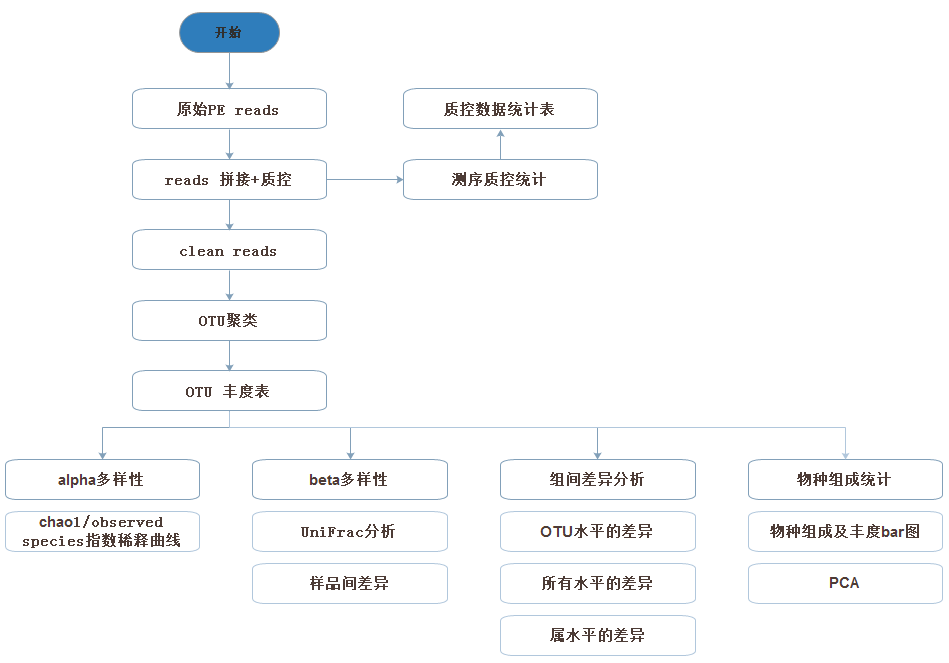 开始
原始PE reads
质控数据统计表
reads 拼接+质控
测序质控统计
clean reads
OTU聚类
OTU 丰度表
alpha多样性
beta多样性
组间差异分析
物种组成统计
chao1/observed
species指数稀释曲线
UniFrac分析
OTU水平的差异
物种组成及丰度bar图
样品间差异
所有水平的差异
PCA
属水平的差异